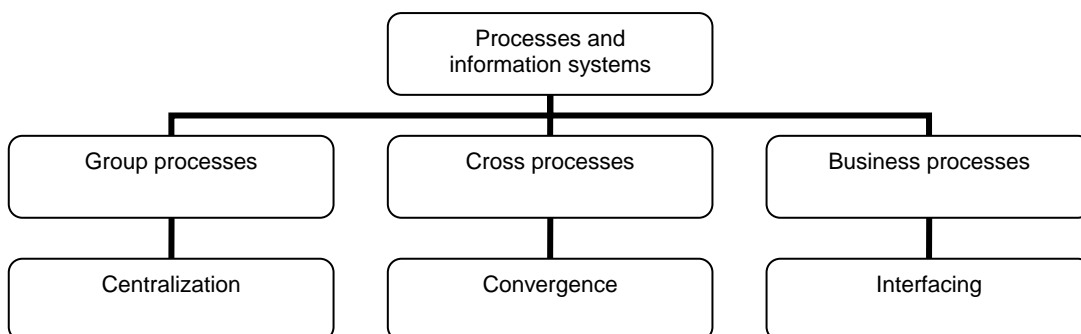 Processes and
information systems
Group processes
Cross processes
Business processes
Centralization
Convergence
Interfacing